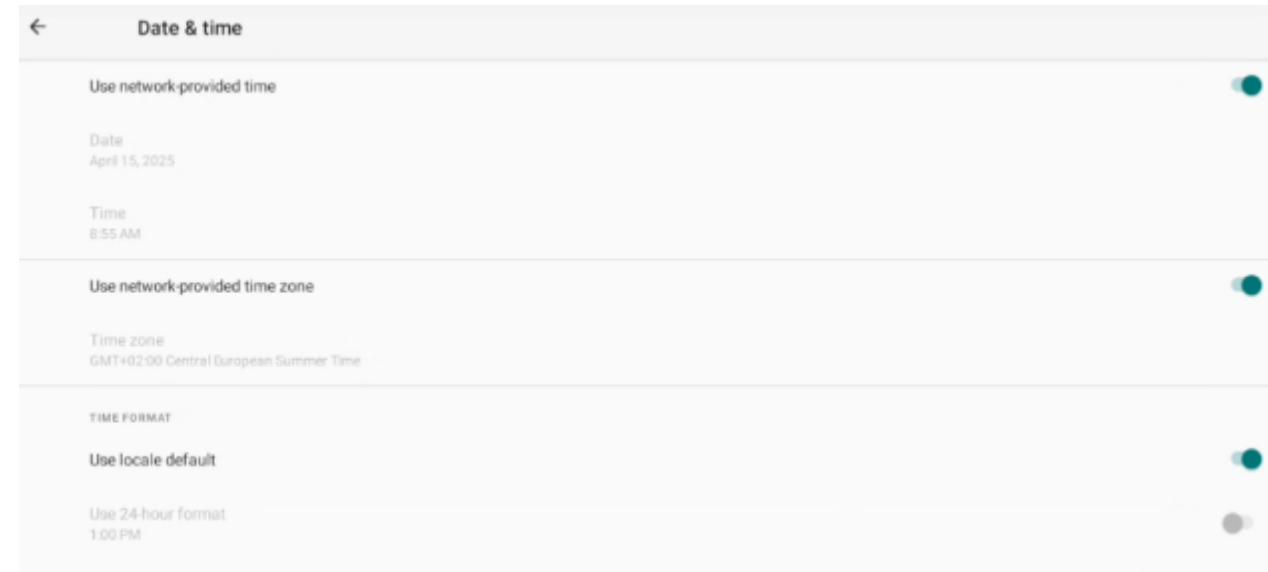 Date & time
Use network-provided time
Date
April 15, 2025
Time
8:55 AM
Use network-provided time zone
Time zone
GMT+02:00 Central European Summer Time
TIME FORMAT
Use locale default
Use 24-hour format
1:00 PM